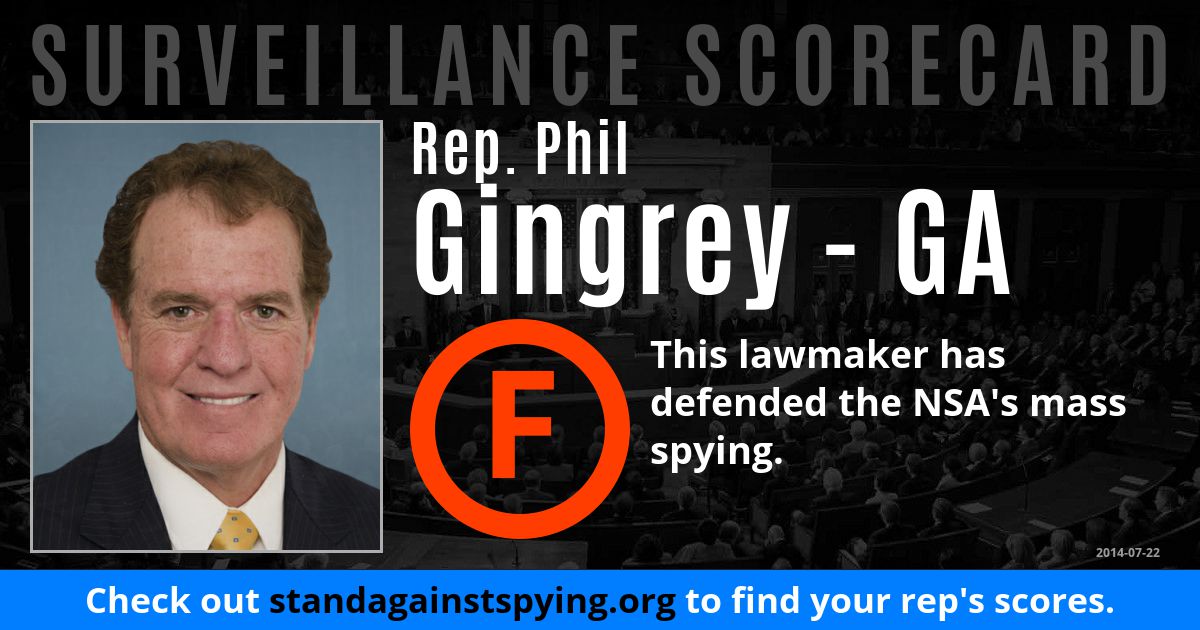 SURVEILLANCE SCORECARD
Rep. Phil
Gingrey - GA
F
This lawmaker has
defended the NSA's mass
spying.
2014-07-22
Check out standagainstspying.org to find your rep's scores.